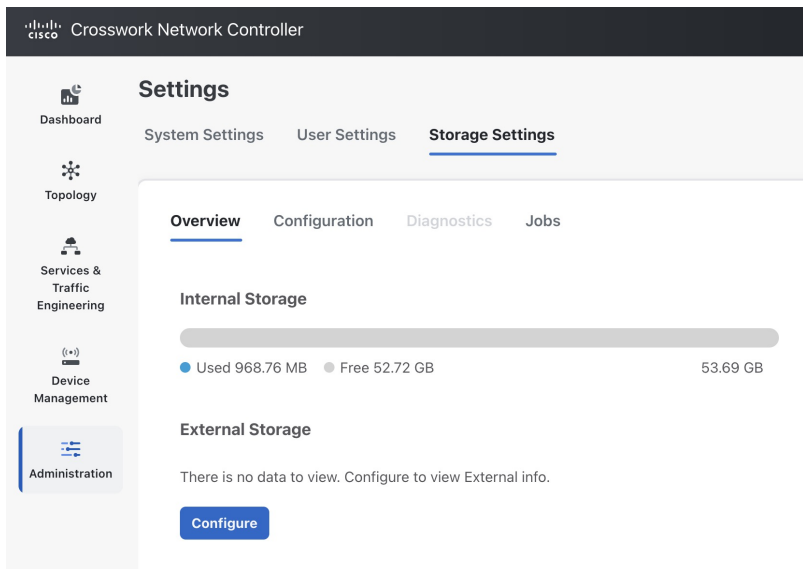 CISCO Crosswork Network Controller
Settings
Dashboard
System Settings User Settings Storage Settings
Topology
Overview Configuration Diagnostics Jobs
Services &
Traffic
Engineering
Internal Storage
Used 968.76 MB Free 52.72 GB 53.69 GB
Device
Management
External Storage
Administration
There is no data to view. Configure to view External info.
Configure